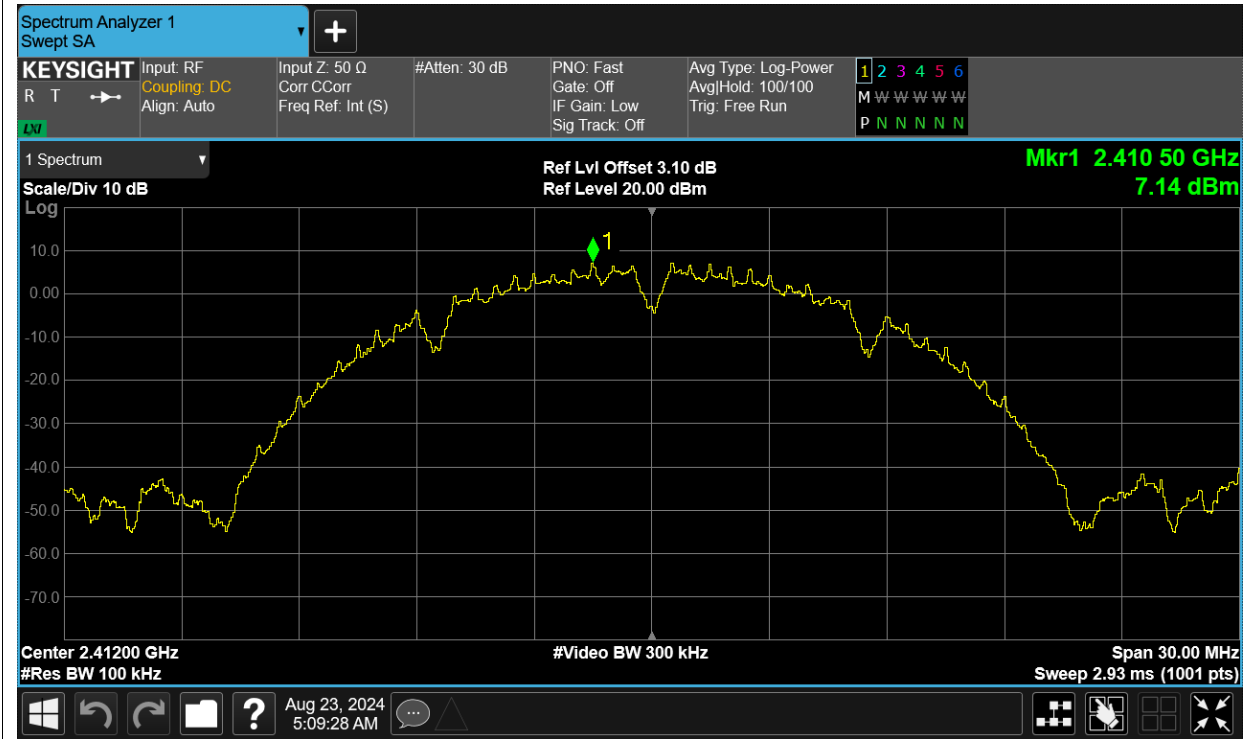 Spectrum Analyzer 1
Swept SA
KEYSIGHT
R T
LXI
Input: RF
Coupling: DC
Align: Auto
Input Z: 50 Ω
Corr CCorr
Freq Ref: Int (S)
#Atten: 30 dB
PNO: Fast
Gate: Off
IF Gain: Low
Sig Track: Off
Avg Type: Log-Power
Avg|Hold: 100/100
Trig: Free Run
1 2 3 4 5 6
M W W W W W
P N N N N N
1 Spectrum
Scale/Div 10 dB
Log
Ref Lvl Offset 3.10 dB
Ref Level 20.00 dBm
Mkr1 2.410 50 GHz
7.14 dBm
1
10.0
0.00
-10.0
-20.0
-30.0
-40.0
-50.0
-60.0
-70.0
Center 2.41200 GHz
#Video BW 300 kHz
Span 30.00 MHz
#Res BW 100 kHz
Sweep 2.93 ms (1001 pts)
?
Aug 23, 2024
5:09:28 AM